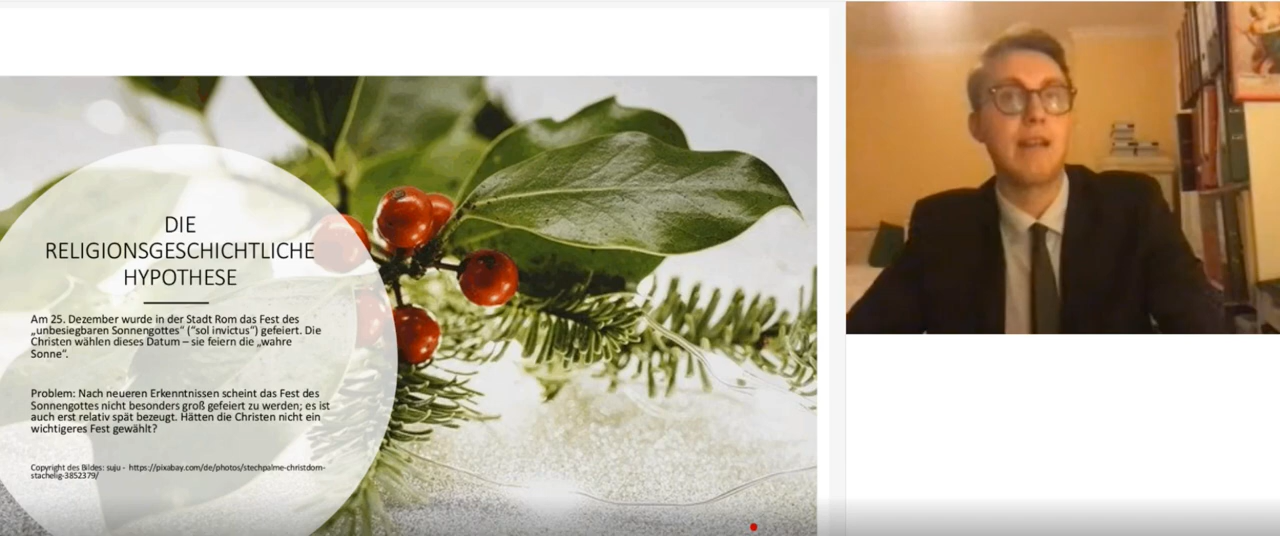 DIE
RELIGIONSGESCHICHTLICHE
HYPOTHESE
Am 25. Dezember wurde in der Stadt Rom das Fest des
„unbesiegbaren Sonnengottes“ (“sol invictus“) gefeiert. Die
Christen wählen dieses Datum – sie feiern die „wahre
Sonne“.
Problem: Nach neueren Erkenntnissen scheint das Fest des
Sonnengottes nicht besonders groß gefeiert zu werden; es ist
auch erst relativ spät bezeugt. Hätten die Christen nicht ein
wichtigeres Fest gewählt?
Copyright des Bildes: suju - https://pixabay.com/de/photos/stechpalme-christdorn-
stachelig-3852379/